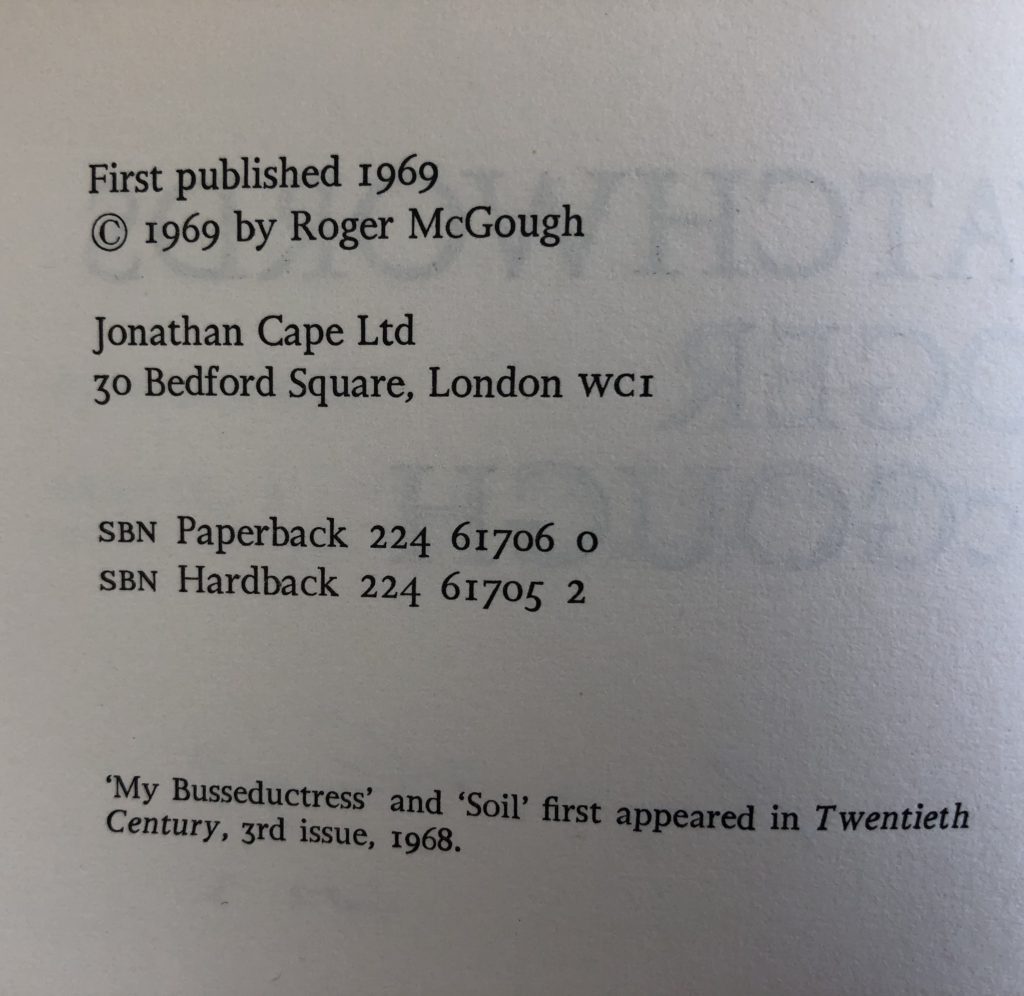 First published 1969
© 1969 by Roger McGough
Jonathan Cape Ltd
30 Bedford Square, London WC1
SBN Paperback 224 61706 0
SBN Hardback 224 61705 2
‘My Busseductress’ and ‘Soil’ first appeared in Twentieth
Century, 3rd issue, 1968.